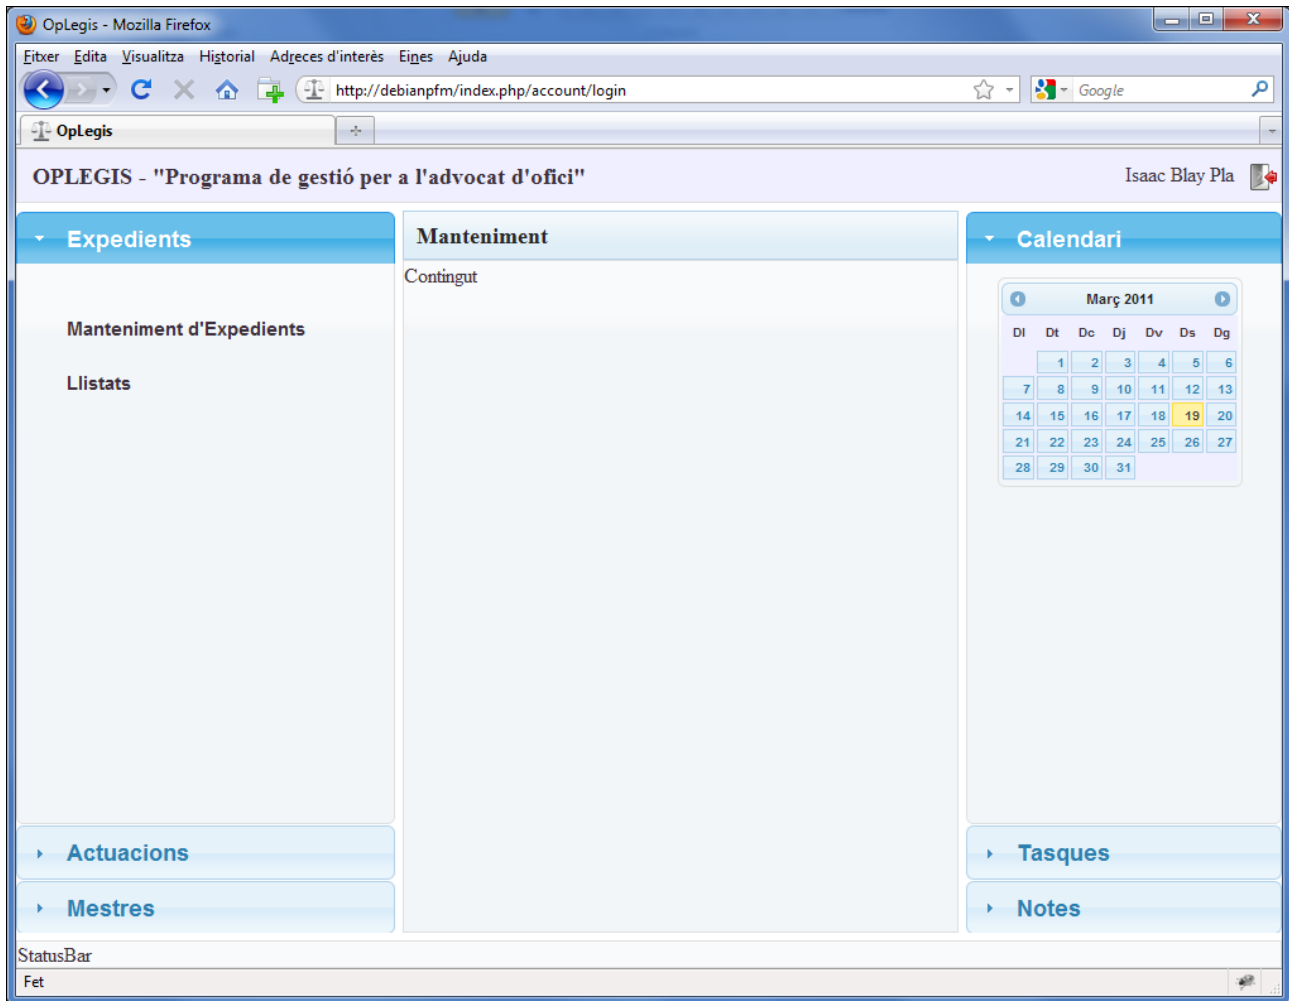 OpLegis - Mozilla Firefox
Fitxer Edita Visualitza Historial Adreces d'interès Eines Ajuda
http://debianpfm/index.php/account/login
Google
OpLegis
OPLEGIS - "Programa de gestió per a l'advocat d'ofici"
Isaac Blay Pla
Expedients
Manteniment d'Expedients
Llistats
Actuacions
Mestres
Manteniment
Contingut
Calendari
Març 2011
Dl Dt Dc Dj Dv Ds Dg
1 2 3 4 5 6
7 8 9 10 11 12 13
14 15 16 17 18 19 20
21 22 23 24 25 26 27
28 29 30 31
Tasques
Notes
StatusBar
Fet